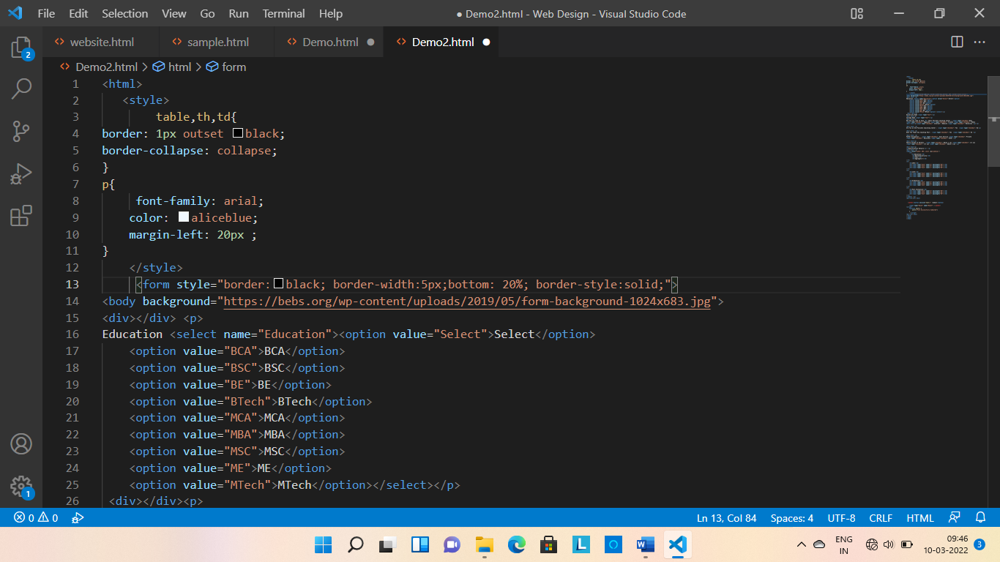 File Edit Selection View Go Run Terminal Help ● Demo2.html - Web Design - Visual Studio Code
website.html sample.html Demo.html Demo2.html
Demo2.html > html > form
1 <html>
2 <style>
3 table,th,td{
4 border: 1px outset black;
5 border-collapse: collapse;
6 }
7 p{
8 font-family: arial;
9 color: aliceblue;
10 margin-left: 20px ;
11 }
12 </style>
13 <form style="border: black; border-width:5px;bottom: 20%; border-style:solid;">
14 <body background="https://bebs.org/wp-content/uploads/2019/05/form-background-1024x683.jpg">
15 <div></div> <p>
16 Education <select name="Education"><option value="Select">Select</option>
17 <option value="BCA">BCA</option>
18 <option value="BSC">BSC</option>
19 <option value="BE">BE</option>
20 <option value="BTech">BTech</option>
21 <option value="MCA">MCA</option>
22 <option value="MBA">MBA</option>
23 <option value="MSC">MSC</option>
24 <option value="ME">ME</option>
25 <option value="MTech">MTech</option></select></p>
26 <div></div><p>
2
1
0 0 Ln 13, Col 84 Spaces: 4 UTF-8 CRLF HTML
L O W ENG 09:46
IN 10-03-2022 3